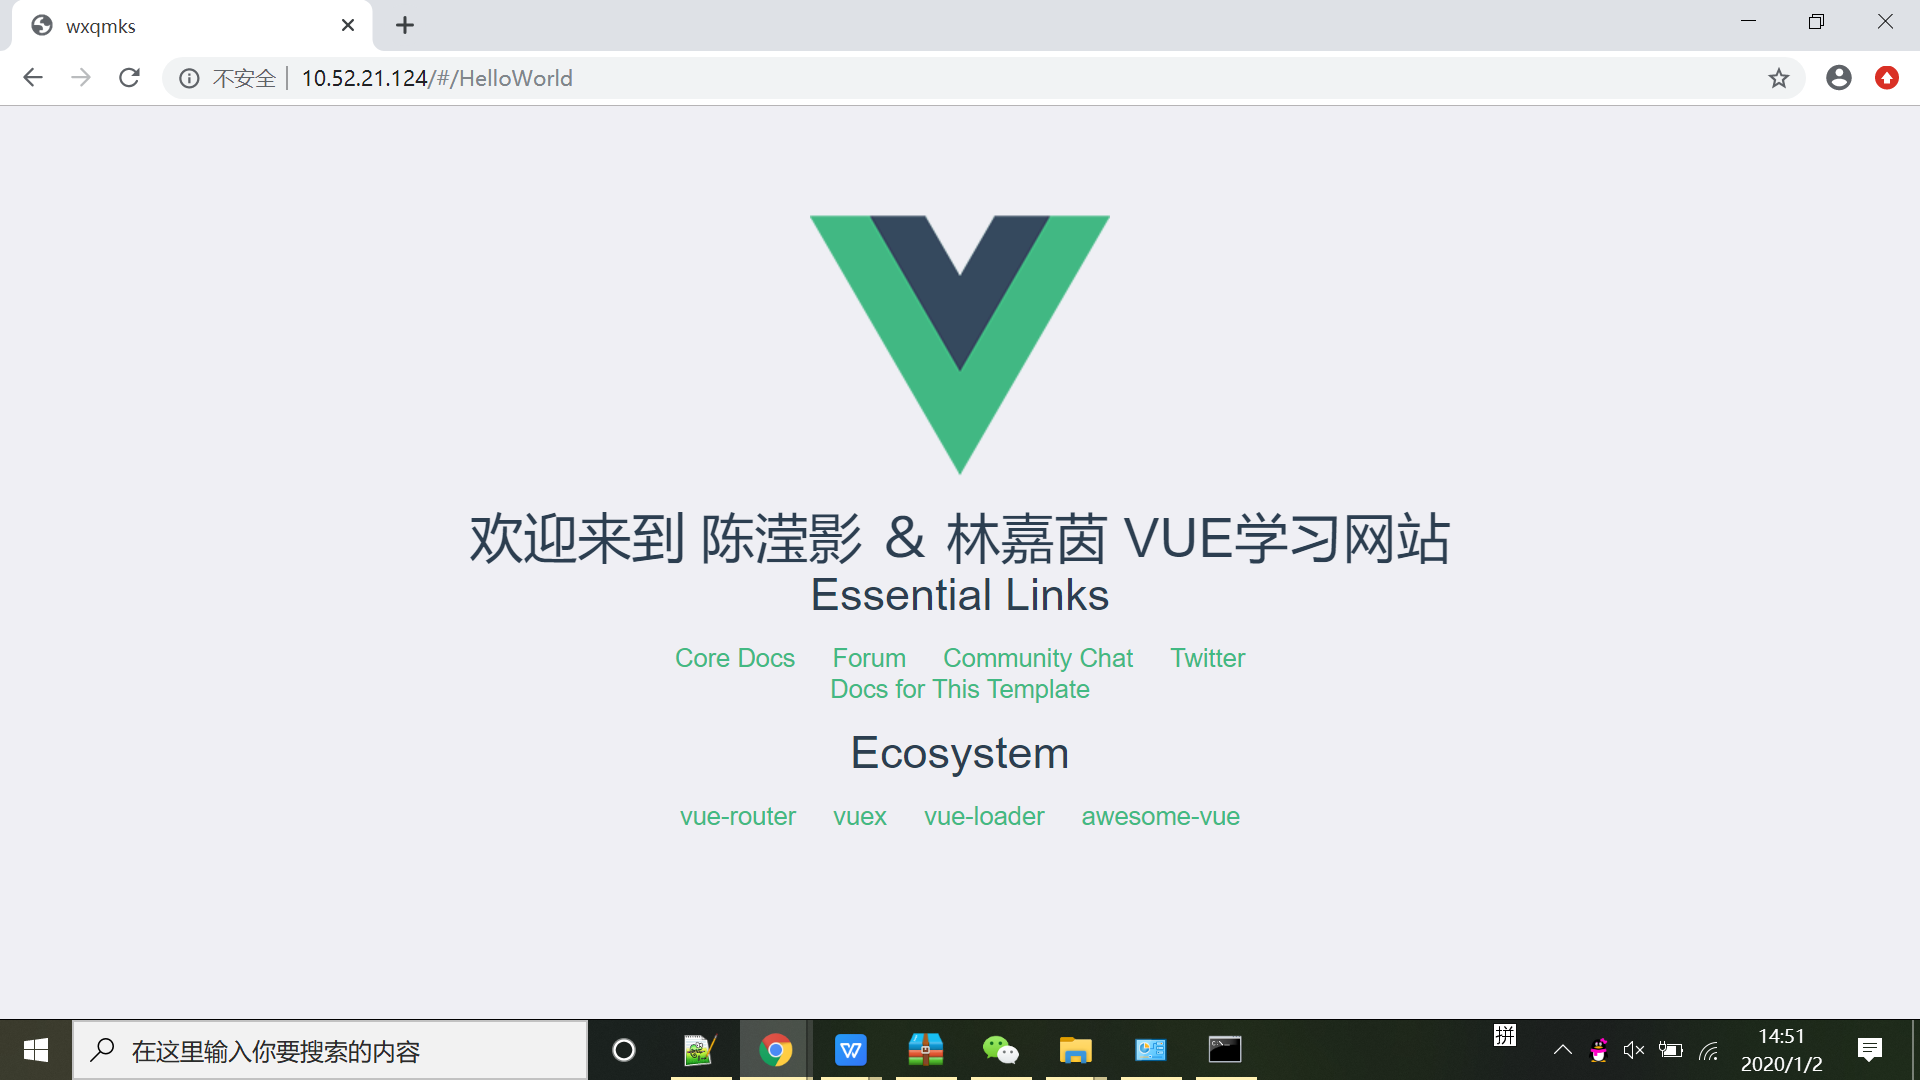 wxqmks
不安全 | 10.52.21.124/#/HelloWorld
欢迎来到 陈滢影 & 林嘉茵 VUE学习网站
Essential Links
Core Docs Forum Community Chat Twitter
Docs for This Template
Ecosystem
vue-router vuex vue-loader awesome-vue
在这里输入你要搜索的内容
拼
14:51
2020/1/2